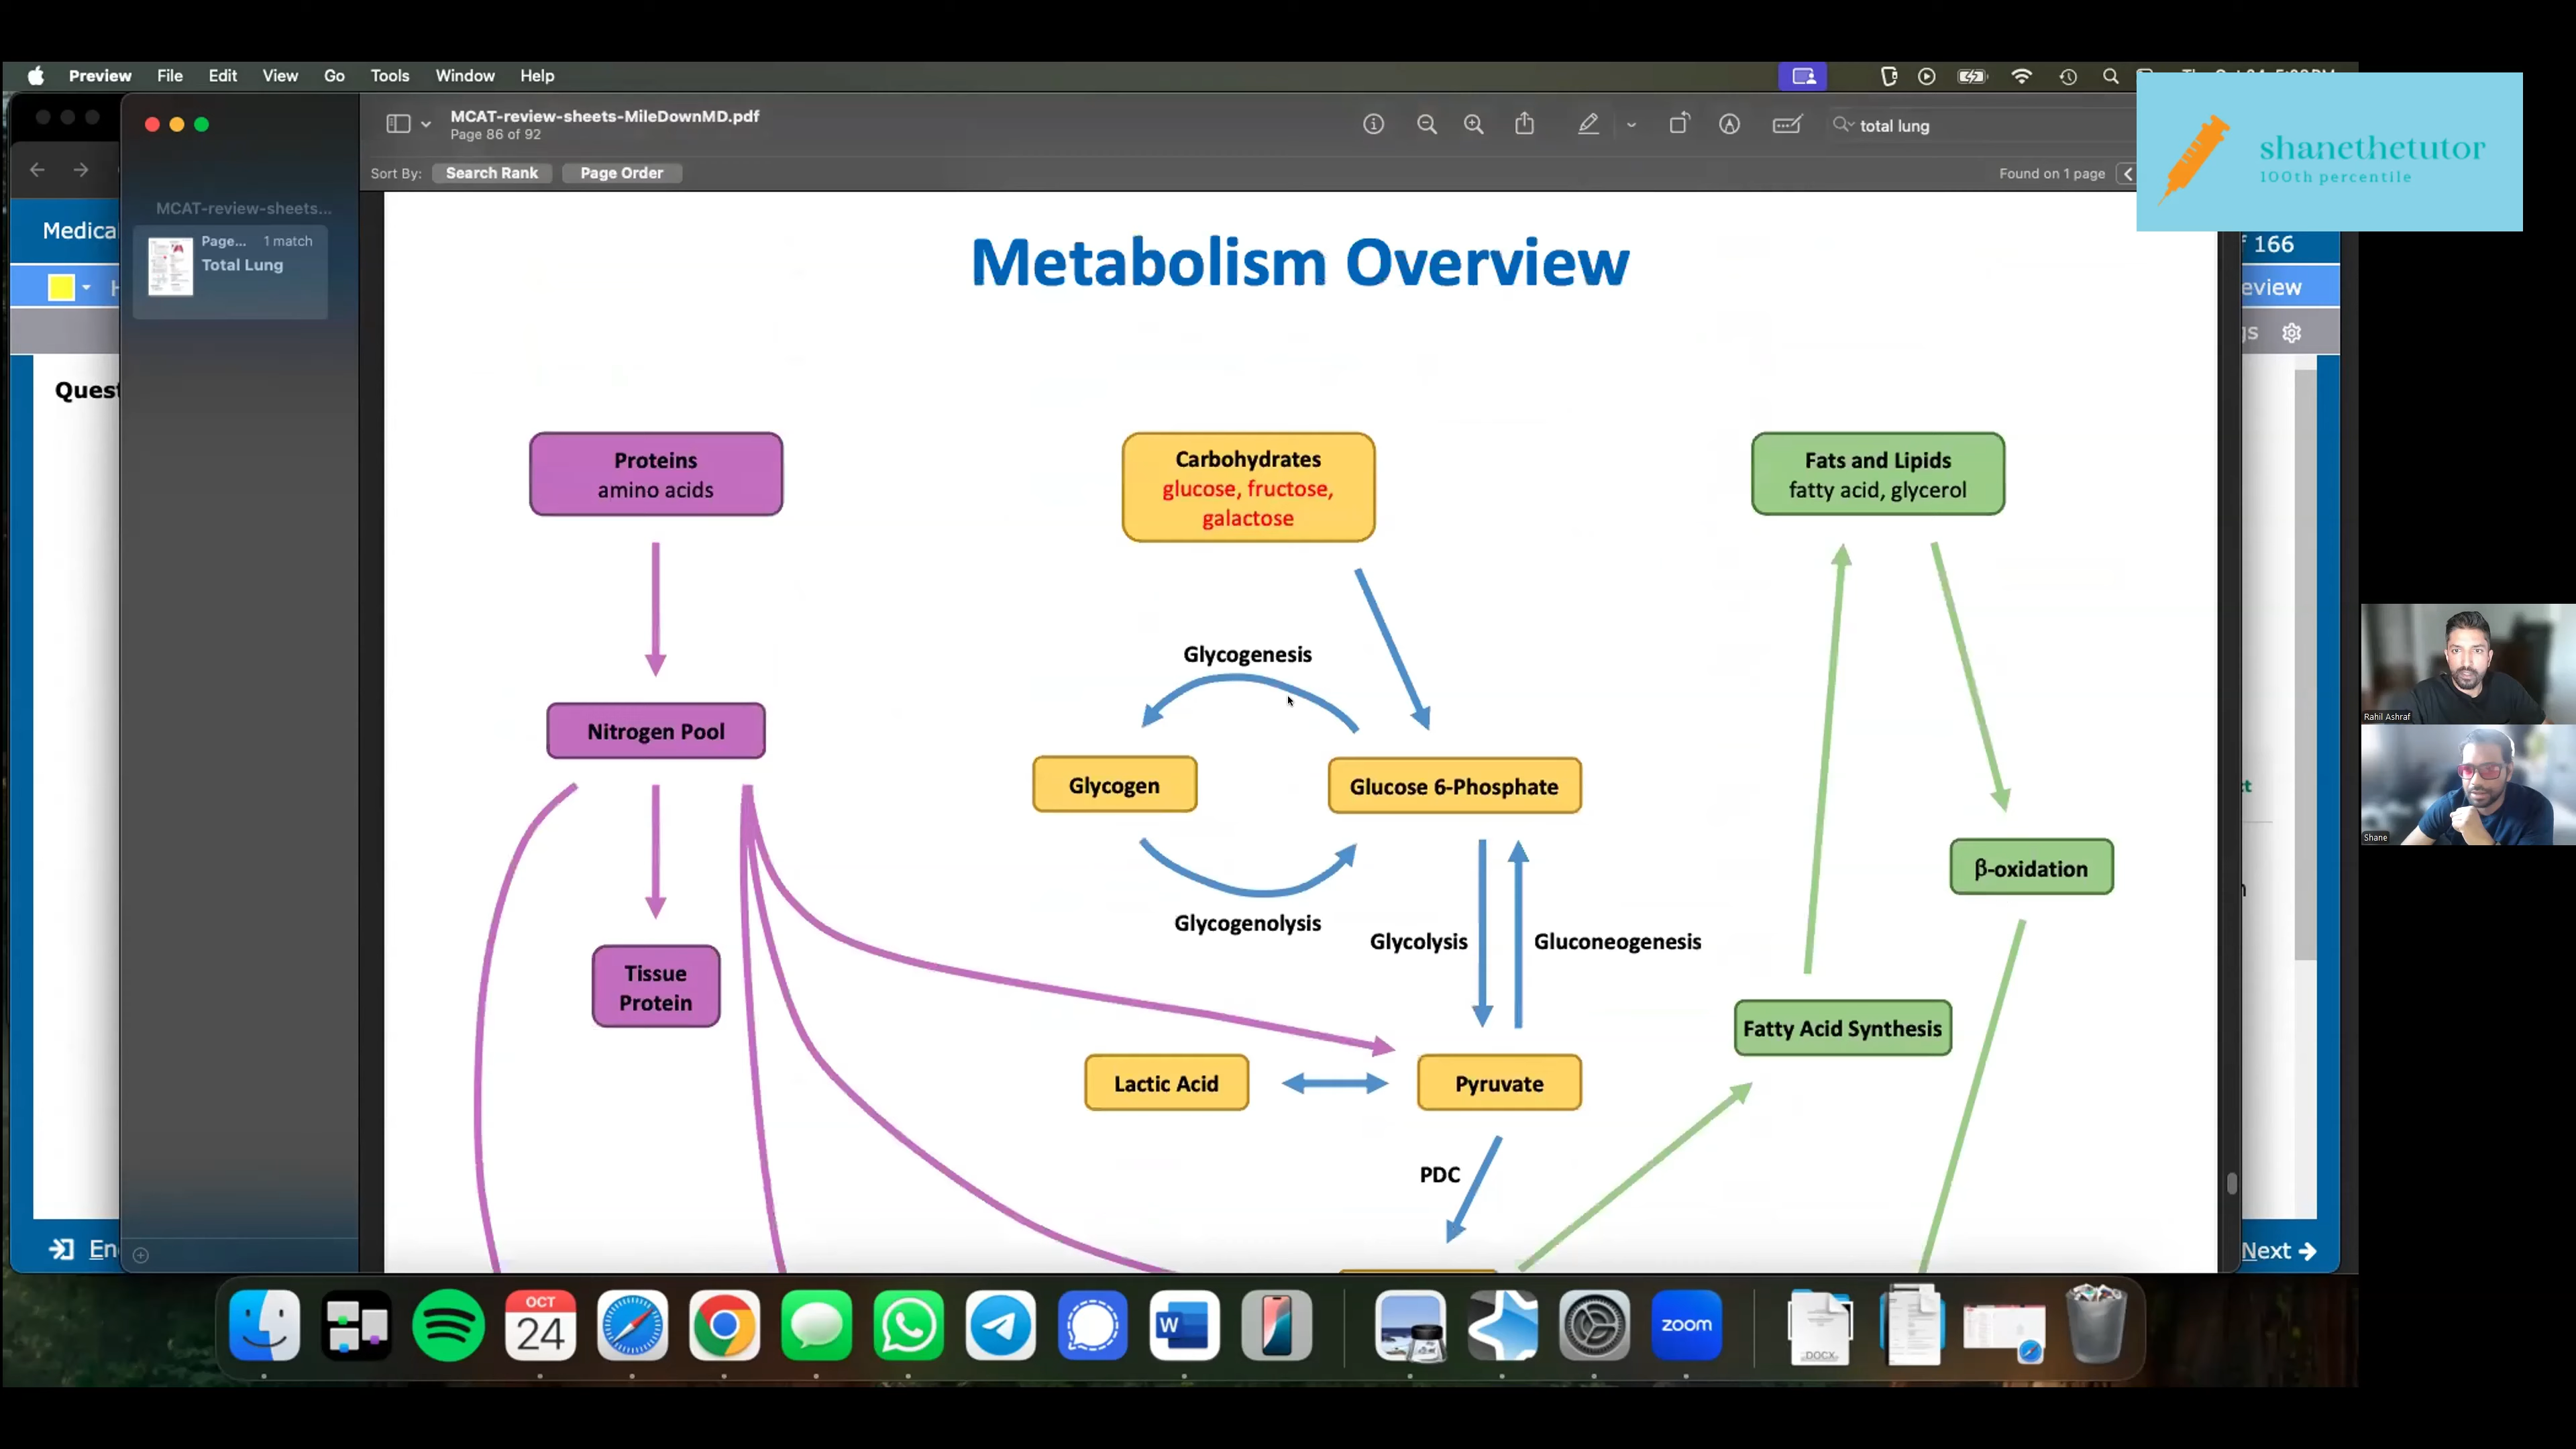 Preview File Edit View Go Tools Window Help
MCAT-review-sheets-MileDownMD.pdf
Page 86 of 92
total lung
Sort By: Search Rank Page Order
Found on 1 page
shanethetutor
100th percentile
MCAT-review-sheets...
Page... 1 match
Total Lung
Medica
166
eview
Quest
Metabolism Overview
Proteins
amino acids
Carbohydrates
glucose, fructose,
galactose
Fats and Lipids
fatty acid, glycerol
Glycogenesis
Nitrogen Pool
Glycogen
Glucose 6-Phosphate
β-oxidation
Glycogenolysis
Glycolysis
Gluconeogenesis
Tissue
Protein
Fatty Acid Synthesis
Lactic Acid
Pyruvate
PDC
Rahil Ashraf
Shane
En
Next
OCT
24
W
zoom
DOCX